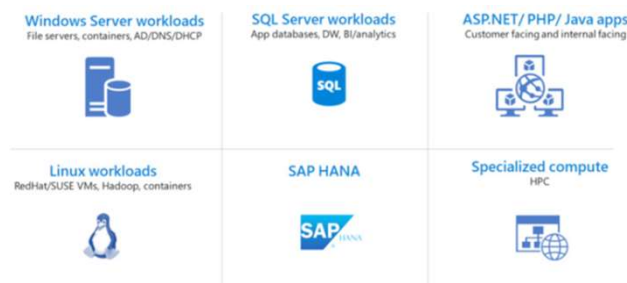 Windows Server workloads
File servers, containers, AD/DNS/DHCP
SQL Server workloads
App databases, DW, BI/analytics
SQL
ASP.NET/ PHP/ Java apps
Customer facing and internal facing
Linux workloads
RedHat/SUSE VMs, Hadoop, containers
SAP HANA
SAP HANA
Specialized compute
HPC